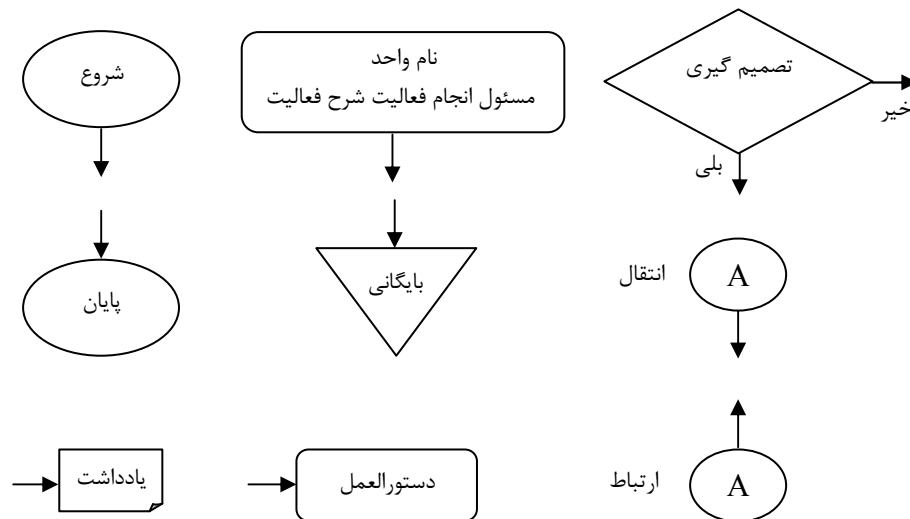 تصمیم گیری
خیر
بلی
نام واحد
مسئول انجام فعالیت شرح فعالیت
شروع
انتقال
A
بایگانی
پایان
ارتباط
A
دستورالعمل
یادداشت